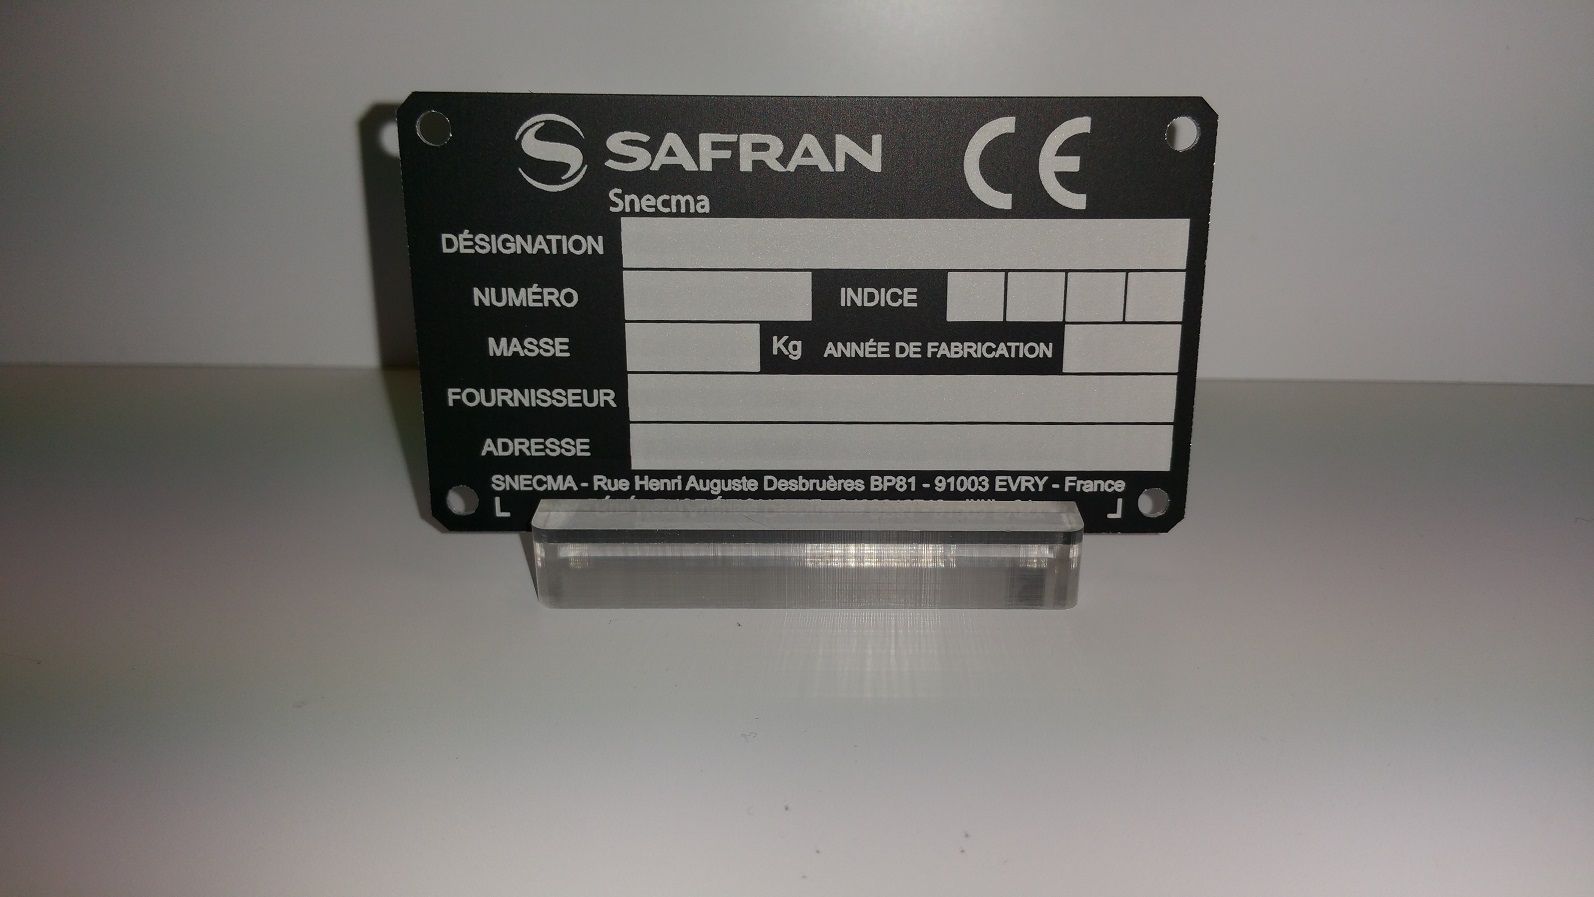 SAFRAN CE
Snecma
DÉSIGNATION
NUMÉRO INDICE
MASSE Kg ANNÉE DE FABRICATION
FOURNISSEUR
ADRESSE
SNECMA - Rue Henri Auguste Desbruères BP81 - 91003 EVRY - France